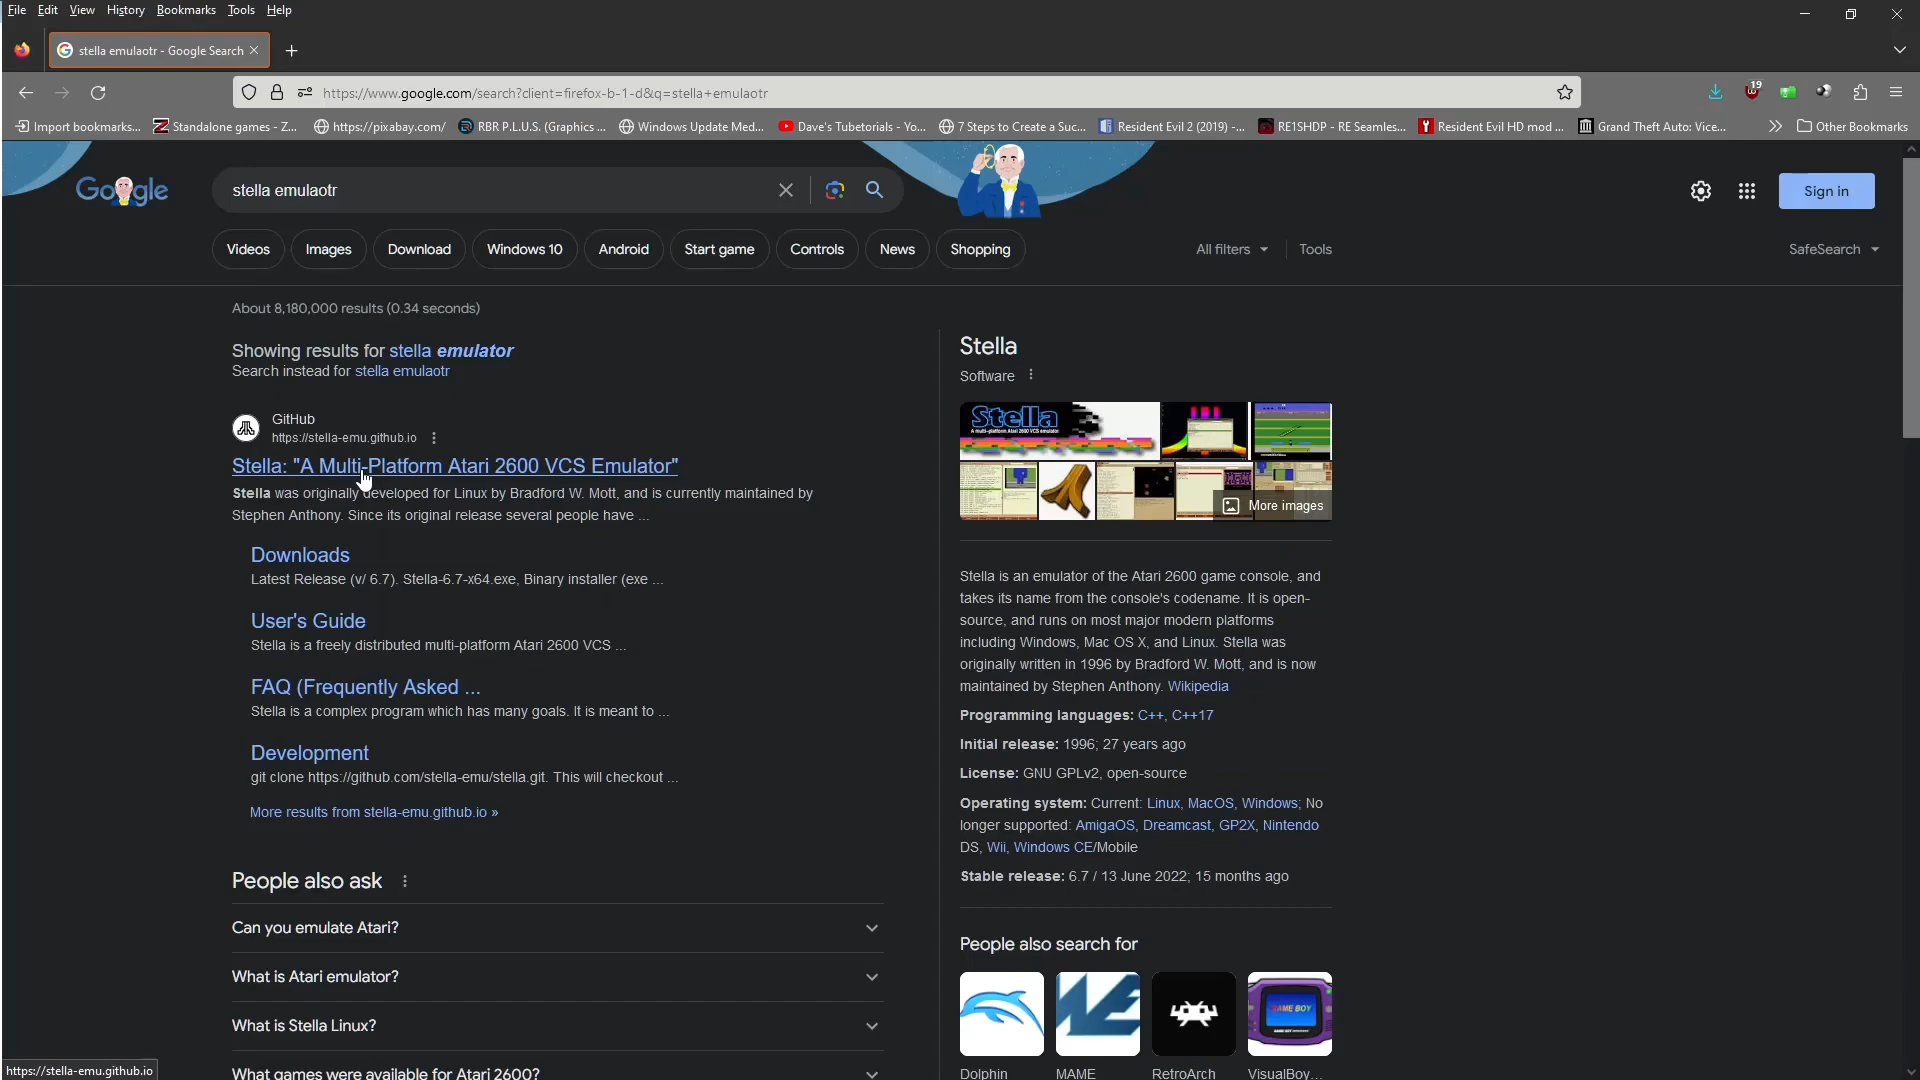 File Edit View History Bookmarks Tools Help
stella emulaotr - Google Search
https://www.google.com/search?client=firefox-b-1-d&q=stella+emulaotr
19
Import bookmarks... Standalone games - Z... https://pixabay.com/ RBR P.L.U.S. (Graphics ... Windows Update Med... Dave's Tubetorials - Yo... 7 Steps to Create a Suc... Resident Evil 2 (2019) -... RE1SHDP - RE Seamles... Resident Evil HD mod ... Grand Theft Auto: Vice... Other Bookmarks
Google
stella emulaotr
Sign in
Videos Images Download Windows 10 Android Start game Controls News Shopping All filters Tools SafeSearch
About 8,180,000 results (0.34 seconds)
Showing results for stella emulator
Search instead for stella emulaotr
GitHub
https://stella-emu.github.io
Stella: "A Multi-Platform Atari 2600 VCS Emulator"
Stella was originally developed for Linux by Bradford W. Mott, and is currently maintained by
Stephen Anthony. Since its original release several people have ...
Downloads
Latest Release (v/ 6.7). Stella-6.7-x64.exe, Binary installer (exe ...
User's Guide
Stella is a freely distributed multi-platform Atari 2600 VCS ...
FAQ (Frequently Asked ...
Stella is a complex program which has many goals. It is meant to ...
Development
git clone https://github.com/stella-emu/stella.git. This will checkout ...
More results from stella-emu.github.io »
People also ask
Can you emulate Atari?
What is Atari emulator?
What is Stella Linux?
What games were available for Atari 2600?
Stella
Software
Stella
A multi-platform Atari 2600 VCS emulator
More images
Stella is an emulator of the Atari 2600 game console, and
takes its name from the console's codename. It is open-
source, and runs on most major modern platforms
including Windows, Mac OS X, and Linux. Stella was
originally written in 1996 by Bradford W. Mott, and is now
maintained by Stephen Anthony. Wikipedia
Programming languages: C++, C++17
Initial release: 1996; 27 years ago
License: GNU GPLv2, open-source
Operating system: Current: Linux, MacOS, Windows; No
longer supported: AmigaOS, Dreamcast, GP2X, Nintendo
DS, Wii, Windows CE/Mobile
Stable release: 6.7 / 13 June 2022; 15 months ago
People also search for
GAME BOY
Dolphin MAME RetroArch VisualBoy...
https://stella-emu.github.io